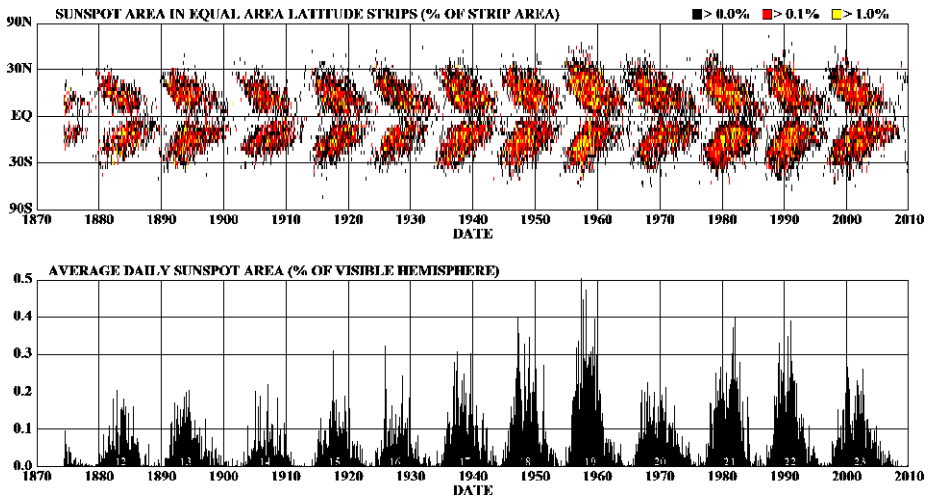 SUNSPOT AREA IN EQUAL AREA LATITUDE STRIPS (% OF STRIP AREA) > 0.0% > 0.1% > 1.0%
90N
30N
EQ
30S
90S
1870 1880 1890 1900 1910 1920 1930 1940 1950 1960 1970 1980 1990 2000 2010
DATE
AVERAGE DAILY SUNSPOT AREA (% OF VISIBLE HEMISPHERE)
0.5
0.4
0.3
0.2
0.1
0.0
12 13 14 15 16 17 18 19 20 21 22 23
1870 1880 1890 1900 1910 1920 1930 1940 1950 1960 1970 1980 1990 2000 2010
DATE